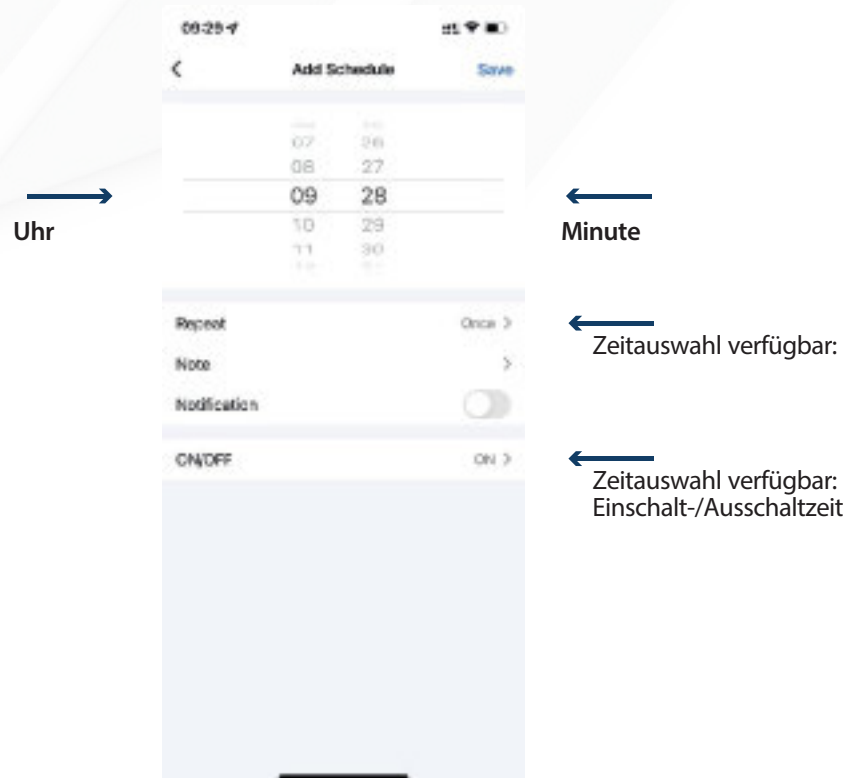 09:29
Add Schedule Save
07 26
08 27
Uhr 09 28 Minute
10 29
11 30
Repeat Once
Zeitauswahl verfügbar:
Note
Notification
ON/OFF ON
Zeitauswahl verfügbar:
Einschalt-/Ausschaltzeit